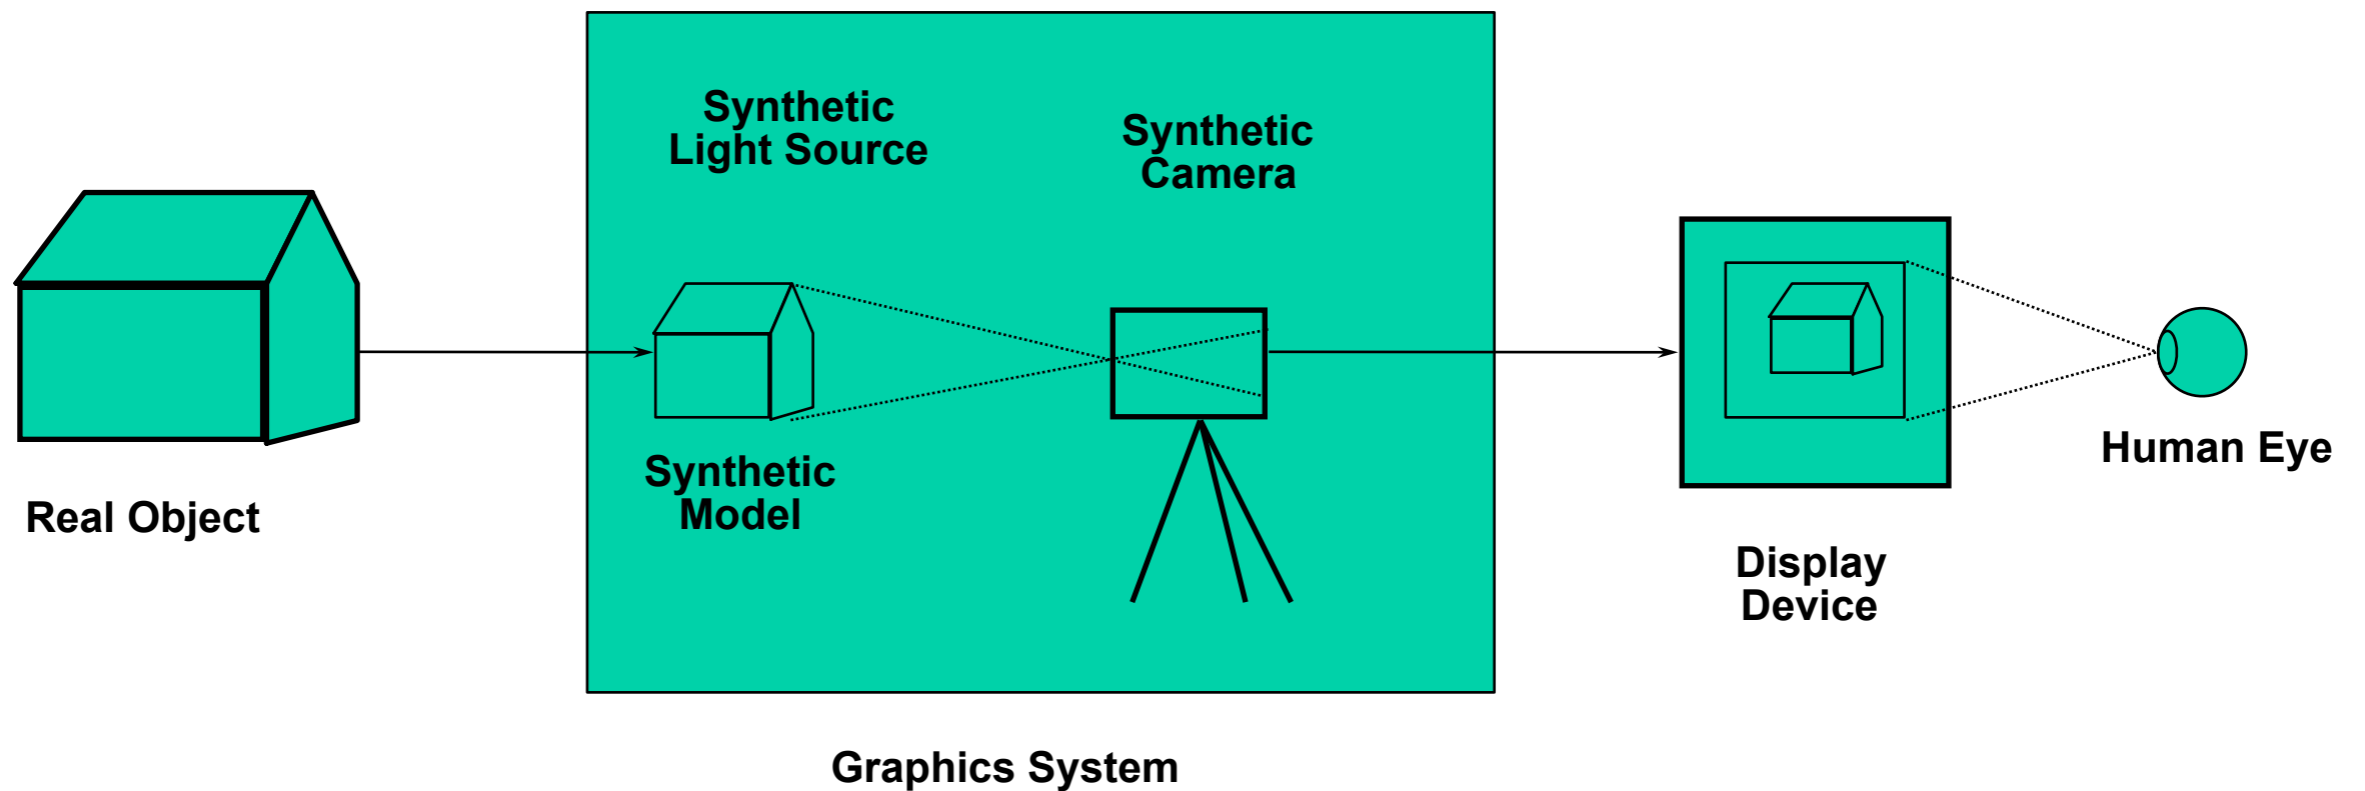 Synthetic
Light Source
Synthetic
Camera
Real Object
Synthetic
Model
Human Eye
Display
Device
Graphics System